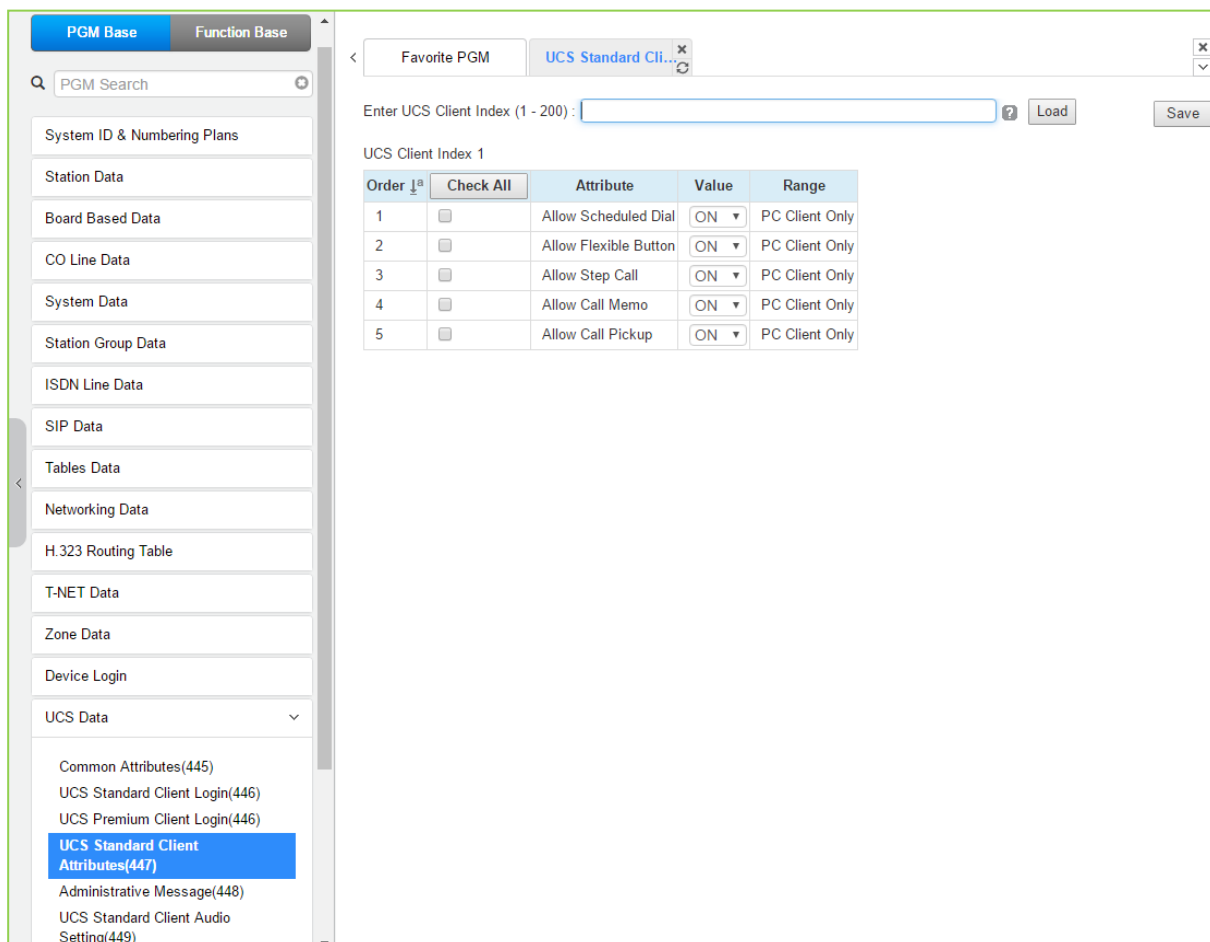 PGM Base Function Base
PGM Search
System ID & Numbering Plans
Station Data
Board Based Data
CO Line Data
System Data
Station Group Data
ISDN Line Data
SIP Data
Tables Data
Networking Data
H.323 Routing Table
T-NET Data
Zone Data
Device Login
UCS Data
Common Attributes(445)
UCS Standard Client Login(446)
UCS Premium Client Login(446)
UCS Standard Client
Attributes(447)
Administrative Message(448)
UCS Standard Client Audio
Setting(449)
Favorite PGM UCS Standard Cli...
Enter UCS Client Index (1 - 200) : Load Save
UCS Client Index 1
Order Check All Attribute Value Range
1 Allow Scheduled Dial ON PC Client Only
2 Allow Flexible Button ON PC Client Only
3 Allow Step Call ON PC Client Only
4 Allow Call Memo ON PC Client Only
5 Allow Call Pickup ON PC Client Only